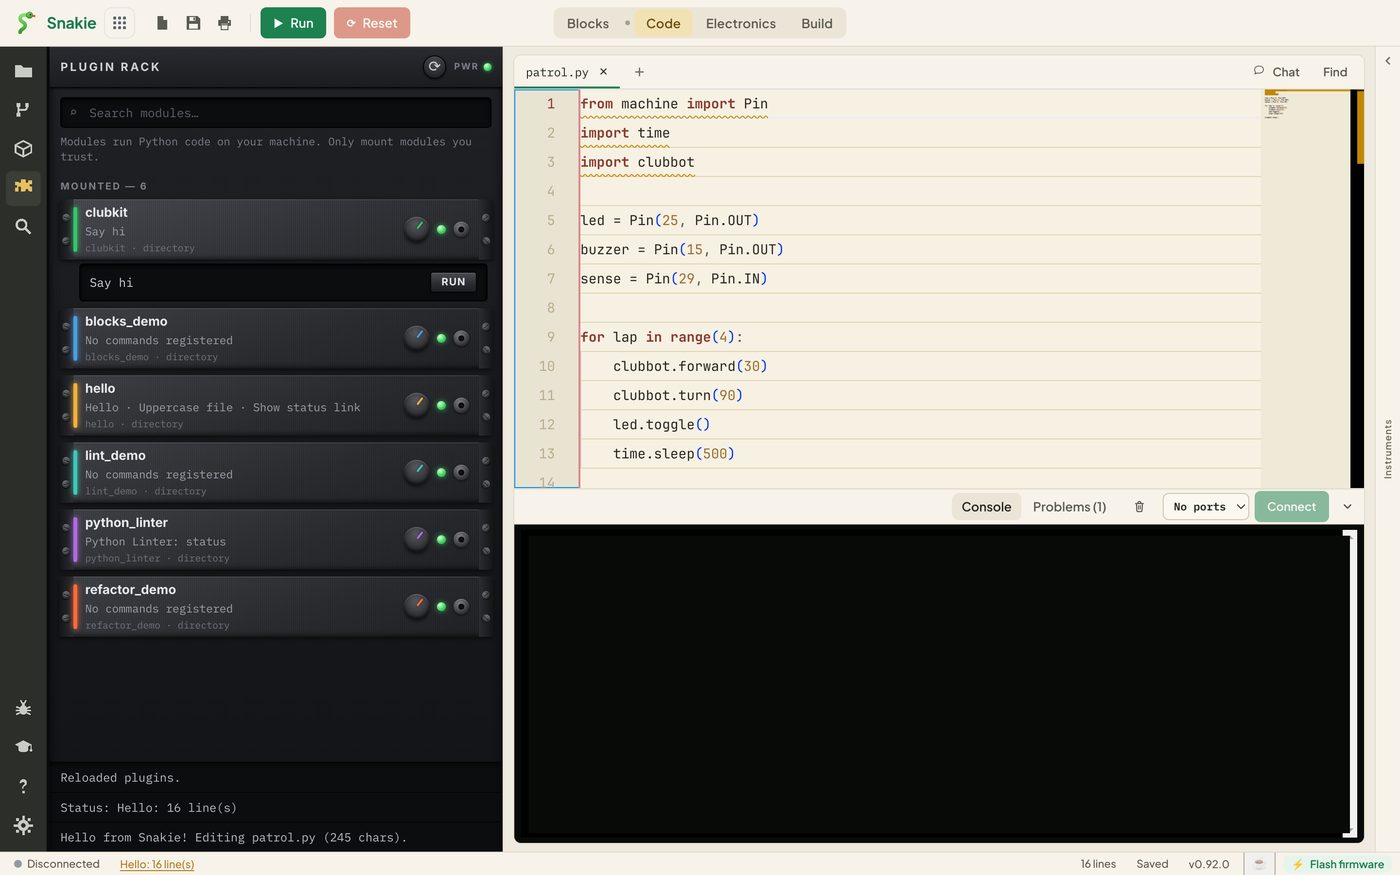 Snakie
Run
Reset
Blocks
Code
Electronics
Build
PLUGIN RACK
PWR
Search modules…
Modules run Python code on your machine. Only mount modules you
trust.
MOUNTED — 6
clubkit
Say hi
clubkit · directory
Say hi
RUN
blocks_demo
No commands registered
blocks_demo · directory
hello
Hello · Uppercase file · Show status link
hello · directory
lint_demo
No commands registered
lint_demo · directory
python_linter
Python Linter: status
python_linter · directory
refactor_demo
No commands registered
refactor_demo · directory
Reloaded plugins.
Status: Hello: 16 line(s)
Hello from Snakie! Editing patrol.py (245 chars).
patrol.py
Chat
Find
1 from machine import Pin
2 import time
3 import clubbot
4
5 led = Pin(25, Pin.OUT)
6 buzzer = Pin(15, Pin.OUT)
7 sense = Pin(29, Pin.IN)
8
9 for lap in range(4):
10 clubbot.forward(30)
11 clubbot.turn(90)
12 led.toggle()
13 time.sleep(500)
14
Console
Problems (1)
No ports
Connect
Instruments
Disconnected
Hello: 16 line(s)
16 lines
Saved
v0.92.0
Flash firmware